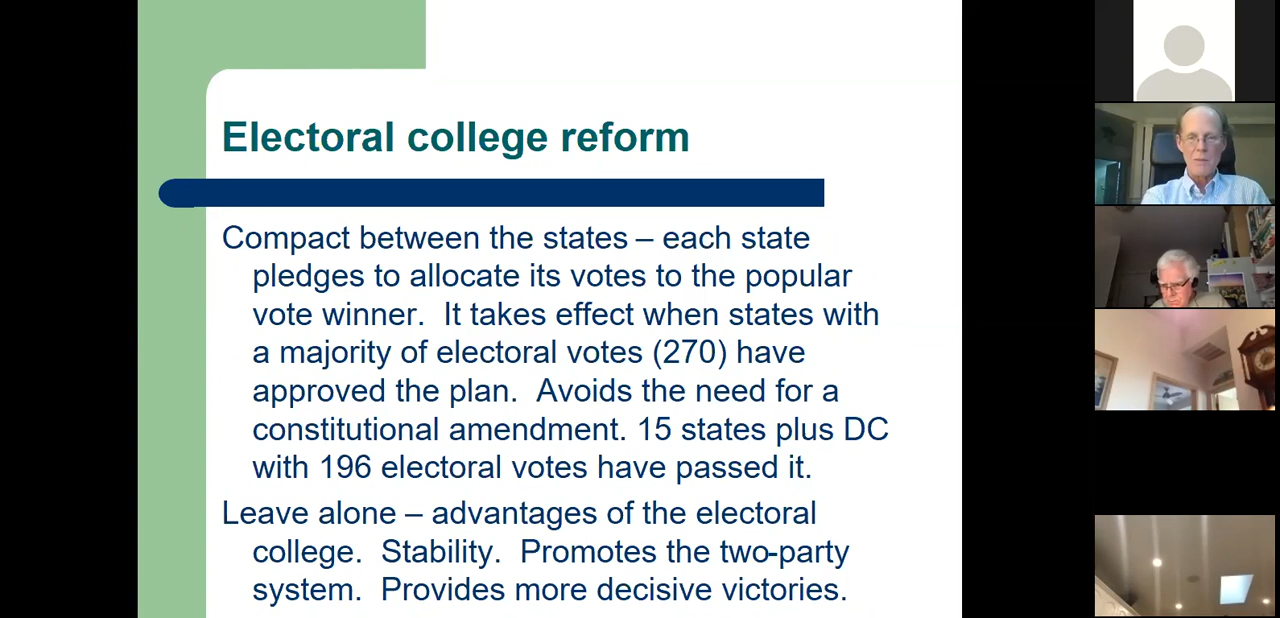 Electoral college reform
Compact between the states – each state
pledges to allocate its votes to the popular
vote winner.  It takes effect when states with
a majority of electoral votes (270) have
approved the plan.  Avoids the need for a
constitutional amendment. 15 states plus DC
with 196 electoral votes have passed it.
Leave alone – advantages of the electoral
college.  Stability.  Promotes the two-party
system.  Provides more decisive victories.